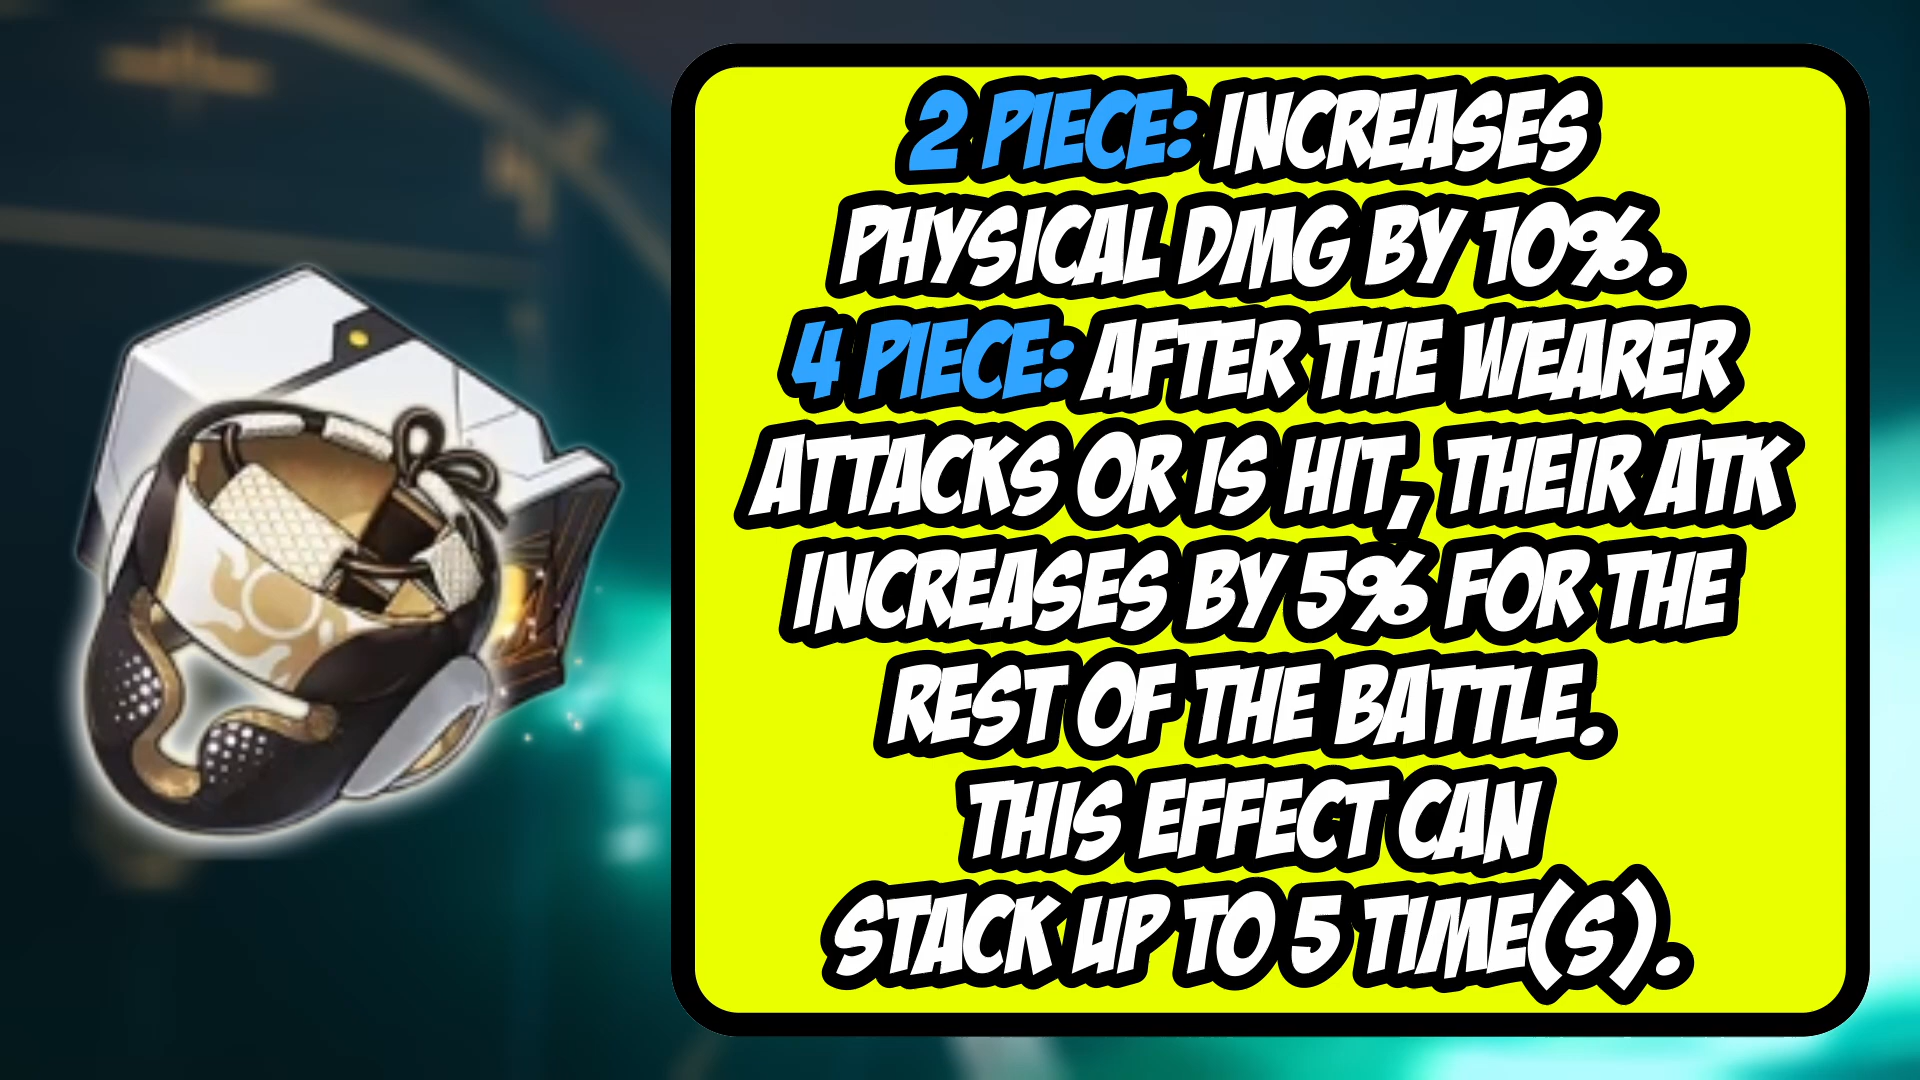 2 PIECE: INCREASES
PHYSICAL DMG BY 10%.
4 PIECE: AFTER THE WEARER
ATTACKS OR IS HIT, THEIR ATK
INCREASES BY 5% FOR THE
REST OF THE BATTLE.
THIS EFFECT CAN
STACK UP TO 5 TIME(S).